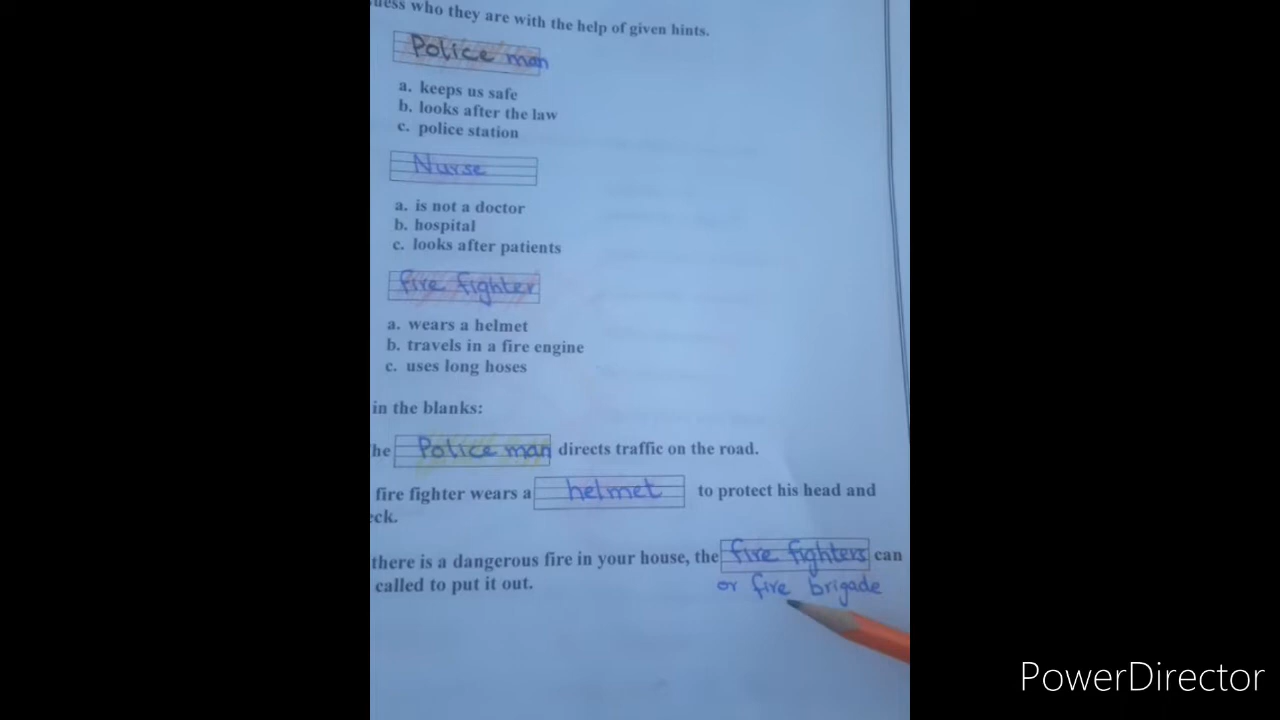 uess who they are with the help of given hints.
Police man
a. keeps us safe
b. looks after the law
c. police station
Nurse
a. is not a doctor
b. hospital
c. looks after patients
fire fighter
a. wears a helmet
b. travels in a fire engine
c. uses long hoses
in the blanks:
he Police man directs traffic on the road.
fire fighter wears a helmet to protect his head and
eck.
there is a dangerous fire in your house, the fire fighters can
called to put it out. or fire brigade
PowerDirector